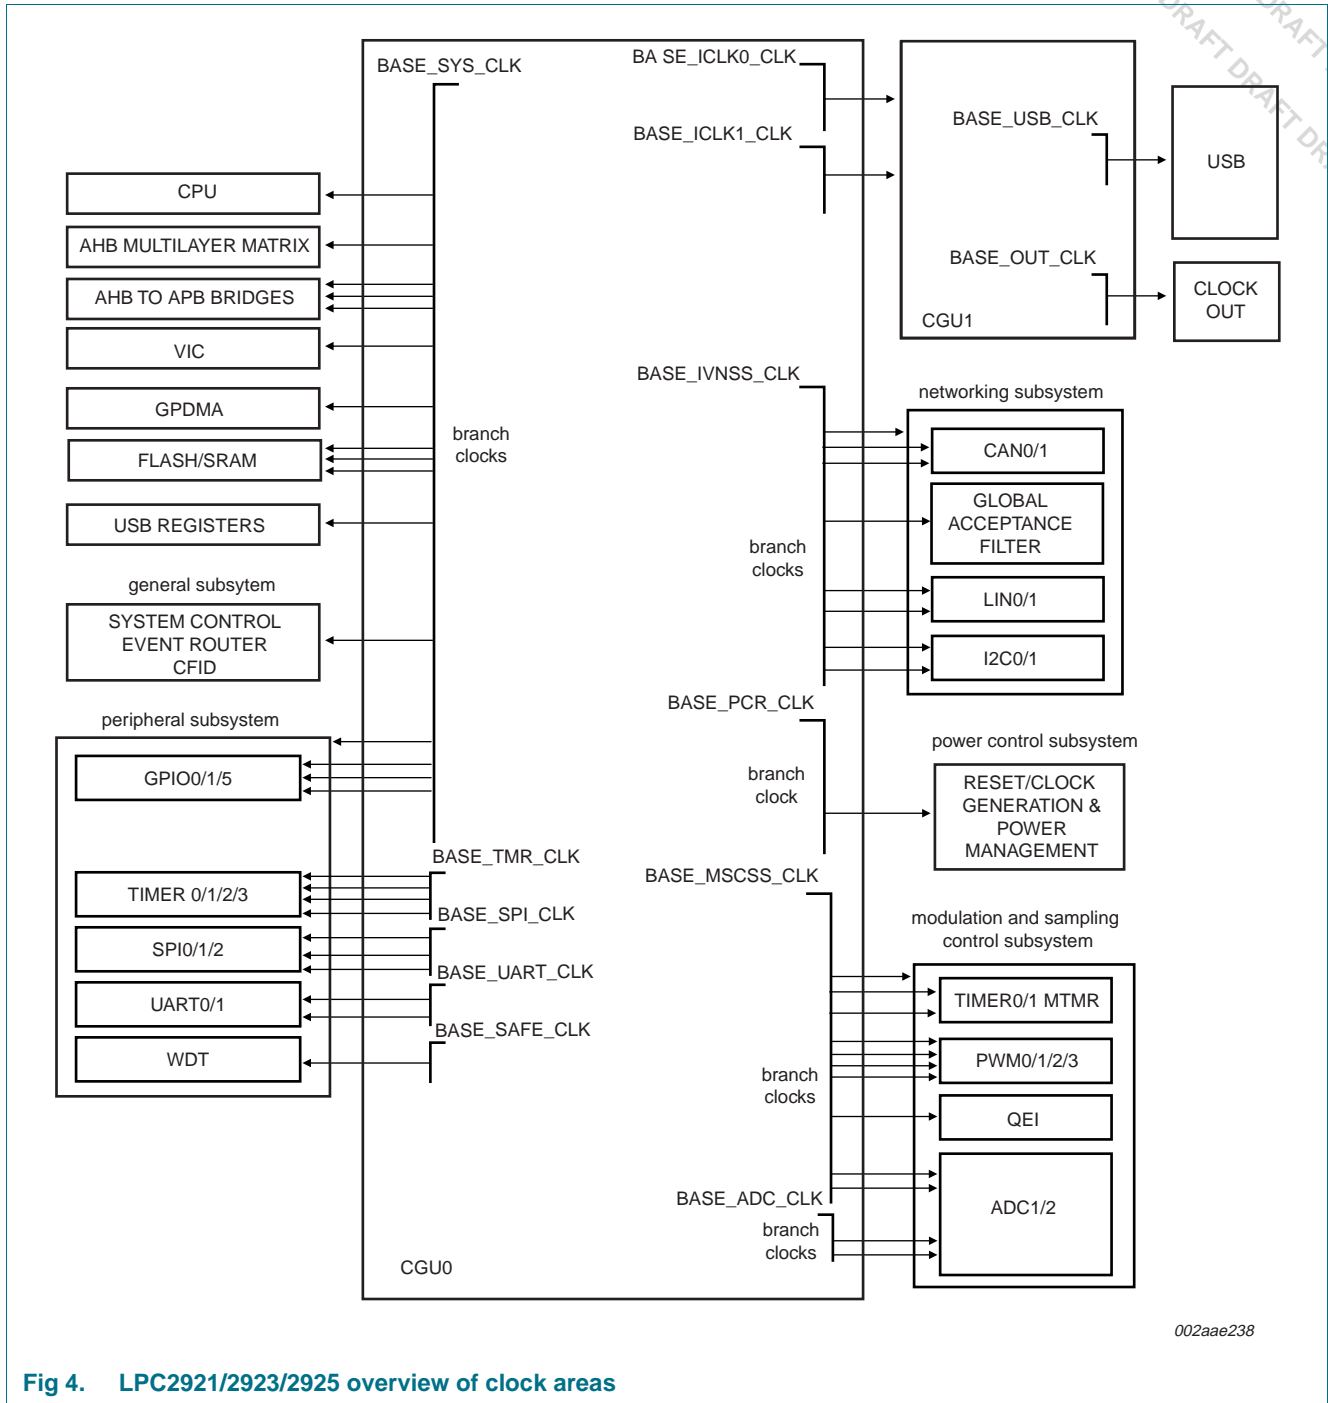 DRAFT DRAFT DRAFT DRAFT
BASE_SYS_CLK
BA SE_ICLK0_CLK
BASE_ICLK1_CLK
BASE_USB_CLK
USB
BASE_OUT_CLK
CLOCK
OUT
CGU1
CPU
AHB MULTILAYER MATRIX
AHB TO APB BRIDGES
VIC
GPDMA
FLASH/SRAM
USB REGISTERS
branch
clocks
general subsytem
SYSTEM CONTROL
EVENT ROUTER
CFID
peripheral subsystem
GPIO0/1/5
BASE_TMR_CLK
TIMER 0/1/2/3
BASE_SPI_CLK
SPI0/1/2
BASE_UART_CLK
UART0/1
BASE_SAFE_CLK
WDT
BASE_IVNSS_CLK
branch
clocks
networking subsystem
CAN0/1
GLOBAL
ACCEPTANCE
FILTER
LIN0/1
I2C0/1
BASE_PCR_CLK
branch
clock
power control subsystem
RESET/CLOCK
GENERATION &
POWER
MANAGEMENT
BASE_MSCSS_CLK
branch
clocks
modulation and sampling
control subsystem
TIMER0/1 MTMR
PWM0/1/2/3
QEI
BASE_ADC_CLK
branch
clocks
ADC1/2
CGU0
002aae238
Fig 4. LPC2921/2923/2925 overview of clock areas